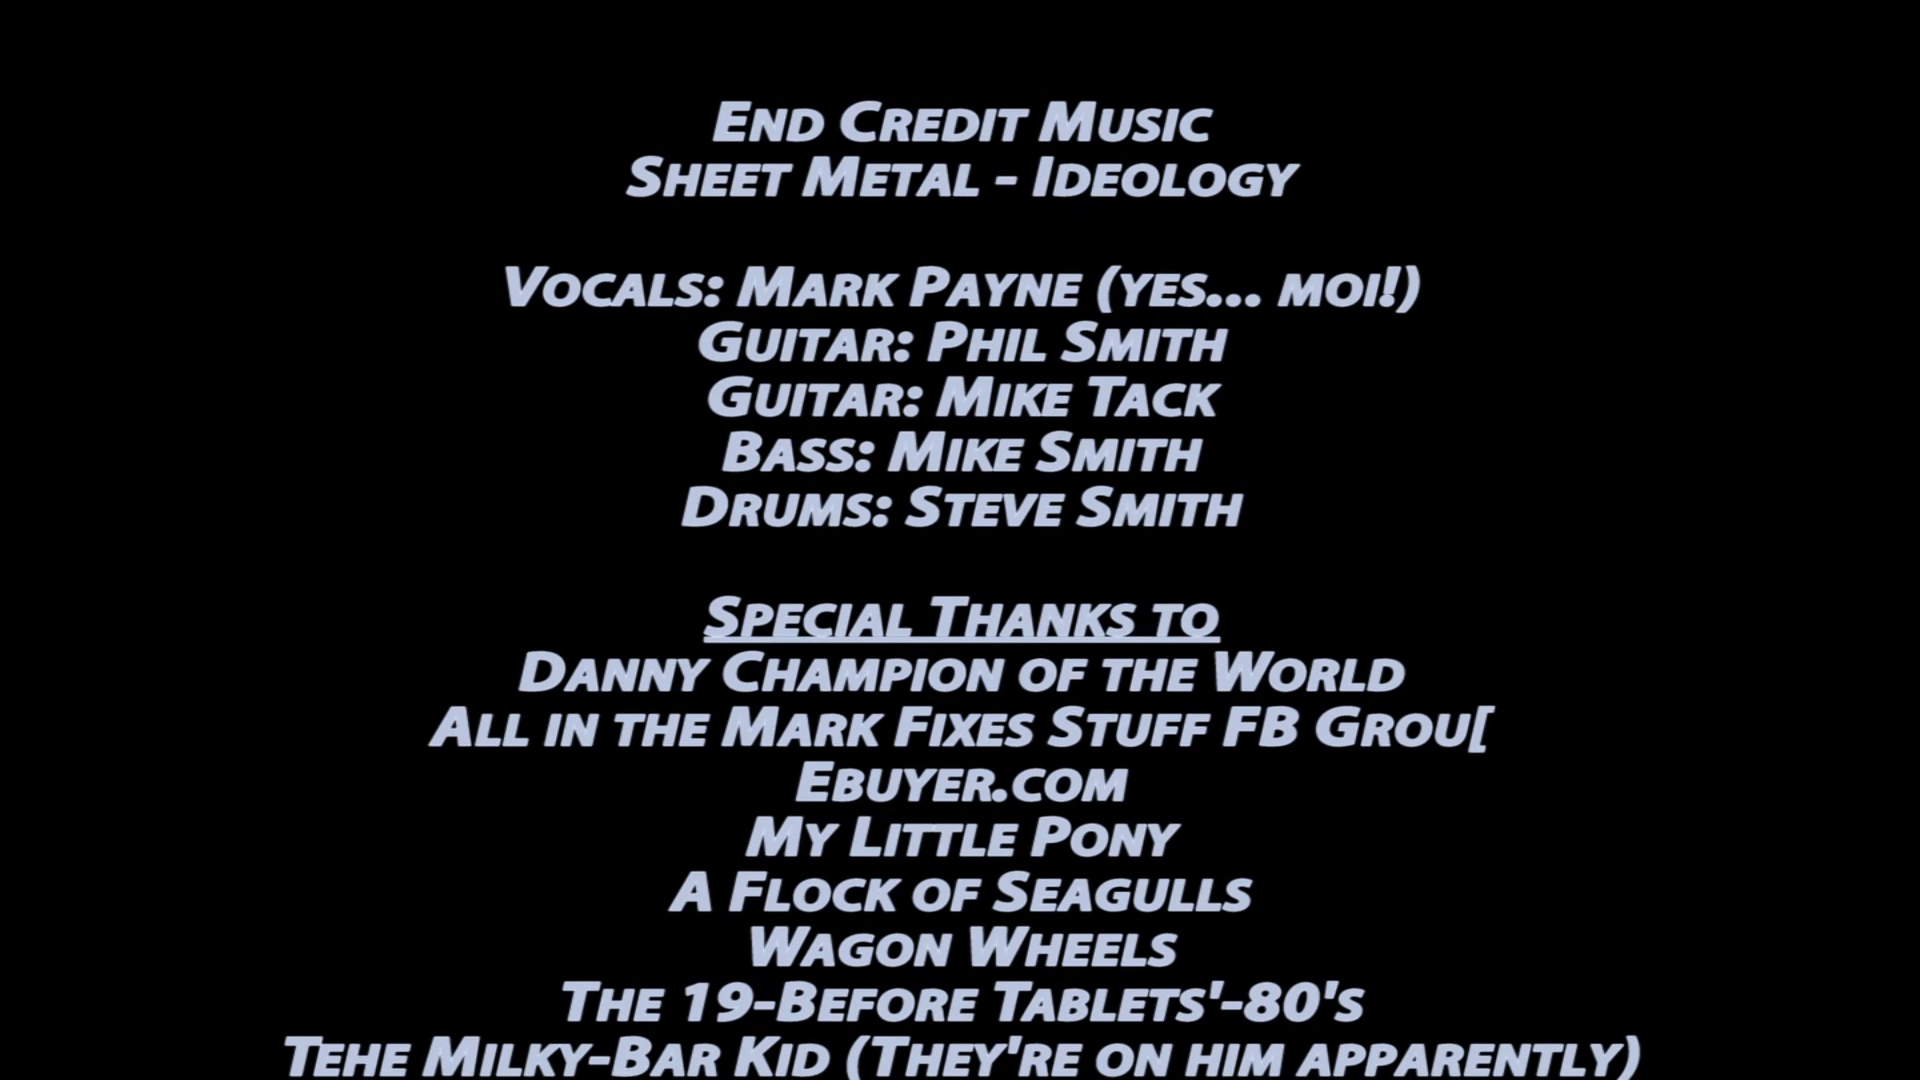 End Credit Music
Sheet Metal - Ideology
Vocals: Mark Payne (yes... moi!)
Guitar: Phil Smith
Guitar: Mike Tack
Bass: Mike Smith
Drums: Steve Smith
Special Thanks to
Danny Champion of the World
All in the Mark Fixes Stuff FB Grou[
Ebuyer.com
My Little Pony
A Flock of Seagulls
Wagon Wheels
The 19-Before Tablets'-80's
Tehe Milky-Bar Kid (They're on him apparently)